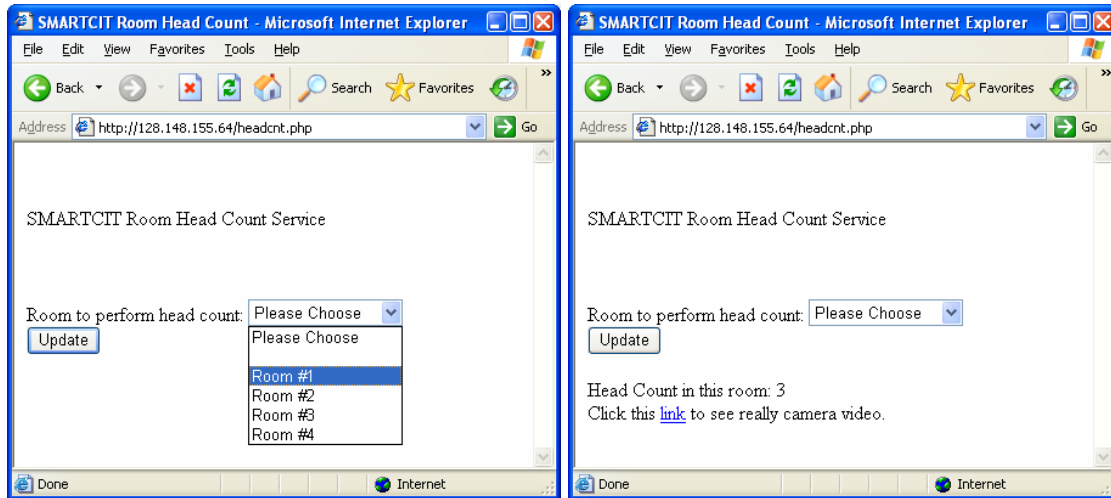 SMARTCIT Room Head Count - Microsoft Internet Explorer
File Edit View Favorites Tools Help
Back Search Favorites »
Address http://128.148.155.64/headcnt.php Go
SMARTCIT Room Head Count Service
Room to perform head count: Please Choose
Update
Please Choose
Room #1
Room #2
Room #3
Room #4
Done Internet
SMARTCIT Room Head Count - Microsoft Internet Explorer
File Edit View Favorites Tools Help
Back Search Favorites »
Address http://128.148.155.64/headcnt.php Go
SMARTCIT Room Head Count Service
Room to perform head count: Please Choose
Update
Head Count in this room: 3
Click this link to see really camera video.
Done Internet